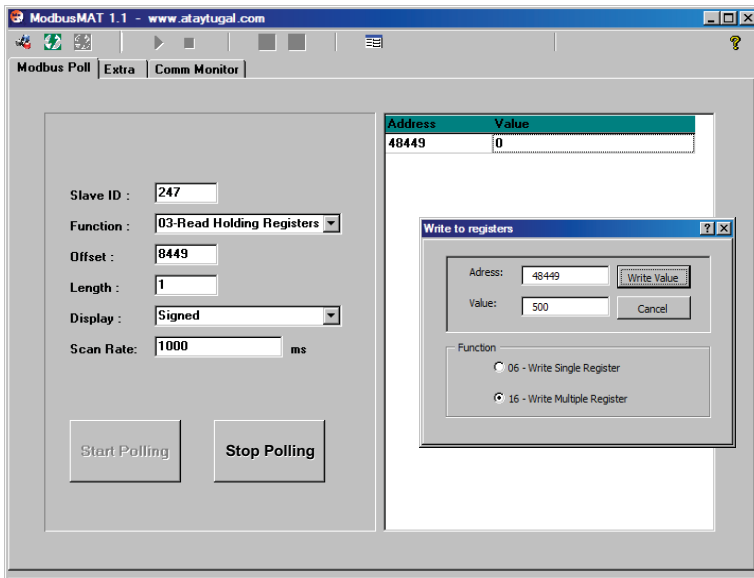 ModbusMAT 1.1 - www.ataytugal.com
Modbus Poll Extra Comm Monitor
Slave ID : 247
Function : 03-Read Holding Registers
Offset : 8449
Length : 1
Display : Signed
Scan Rate: 1000 ms
Start Polling Stop Polling
Address Value
48449 0
Write to registers
Adress: 48449 Write Value
Value: 500 Cancel
Function
06 - Write Single Register
16 - Write Multiple Register